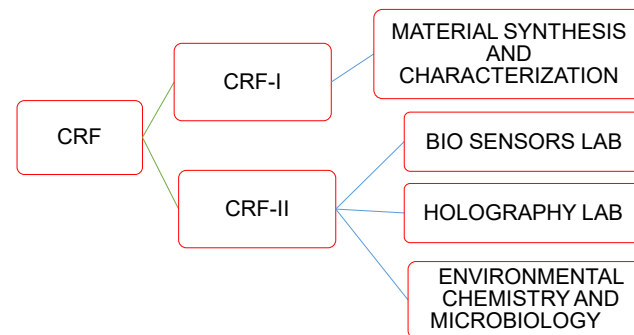 CRF
CRF-I
MATERIAL SYNTHESIS
AND
CHARACTERIZATION
CRF-II
BIO SENSORS LAB
HOLOGRAPHY LAB
ENVIRONMENTAL
CHEMISTRY AND
MICROBIOLOGY